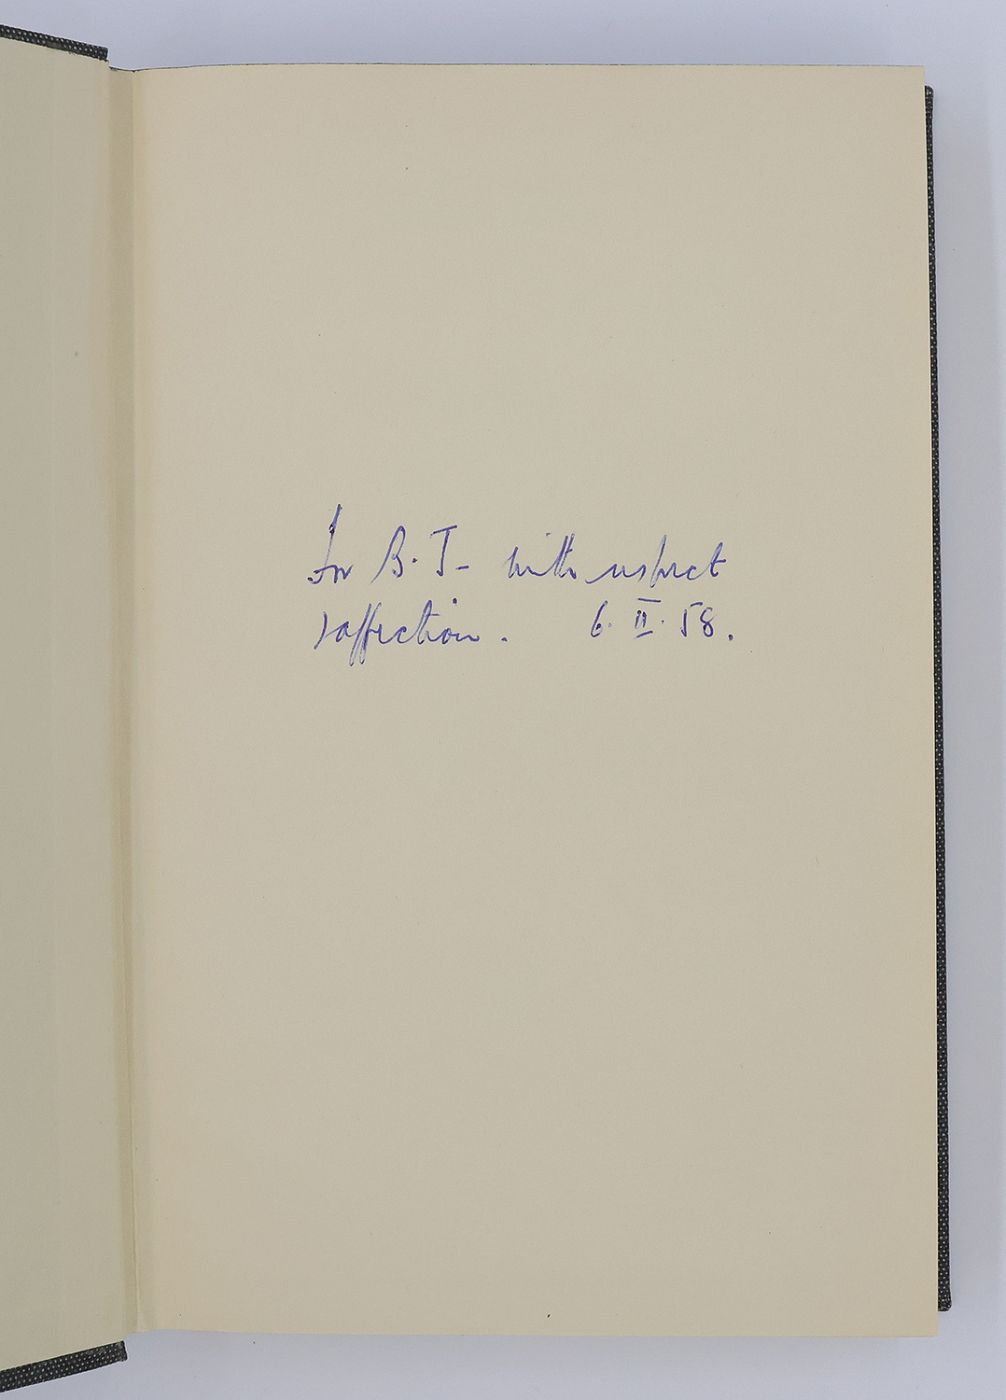 for B. J- with respect
& affection. 6. II. 58.